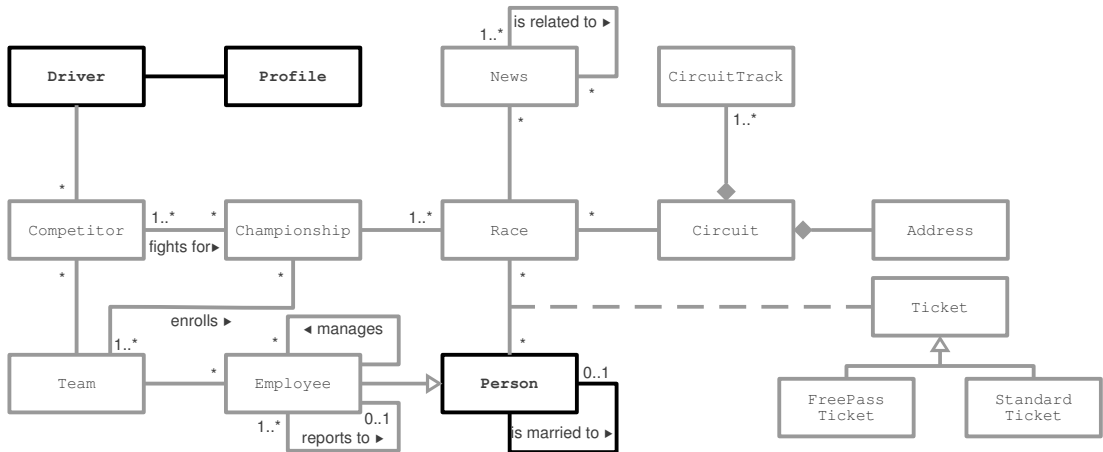 is related to ►
1..*
Driver
Profile
News
CircuitTrack
*
1..*
*
*
*
1..*
*
1..*
*
Competitor
Championship
Race
Circuit
Address
fights for►
*
*
*
Ticket
enrolls ►
*
◄ manages
1..*
*
0..1
Team
*
Employee
Person
FreePass
Ticket
Standard
Ticket
1..*
0..1
reports to ►
is married to ►